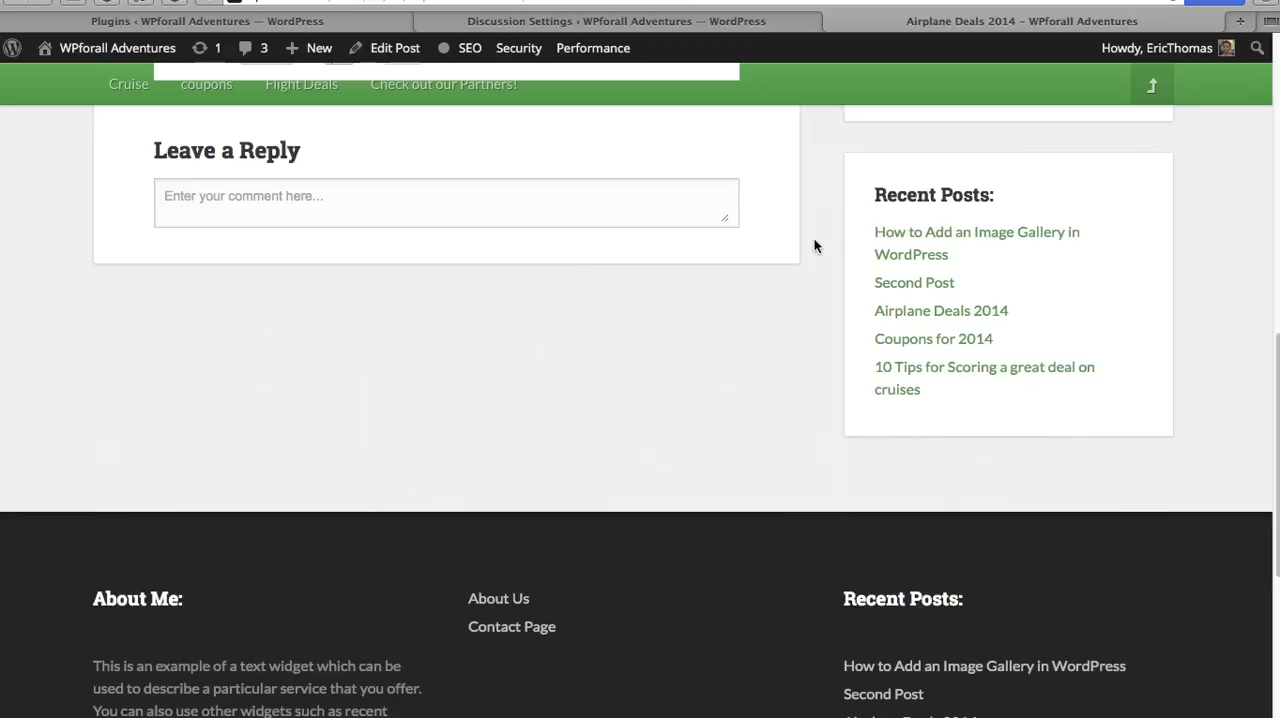 Plugins ‹ WPforall Adventures — WordPress
Discussion Settings ‹ WPforall Adventures — WordPress
Airplane Deals 2014 – WPforall Adventures
WPforall Adventures
1
3
New
Edit Post
SEO
Security
Performance
Howdy, EricThomas
Cruise
coupons
Flight Deals
Check out our Partners!
Leave a Reply
Enter your comment here...
Recent Posts:
How to Add an Image Gallery in
WordPress
Second Post
Airplane Deals 2014
Coupons for 2014
10 Tips for Scoring a great deal on
cruises
About Me:
This is an example of a text widget which can be
used to describe a particular service that you offer.
You can also use other widgets such as recent
About Us
Contact Page
Recent Posts:
How to Add an Image Gallery in WordPress
Second Post